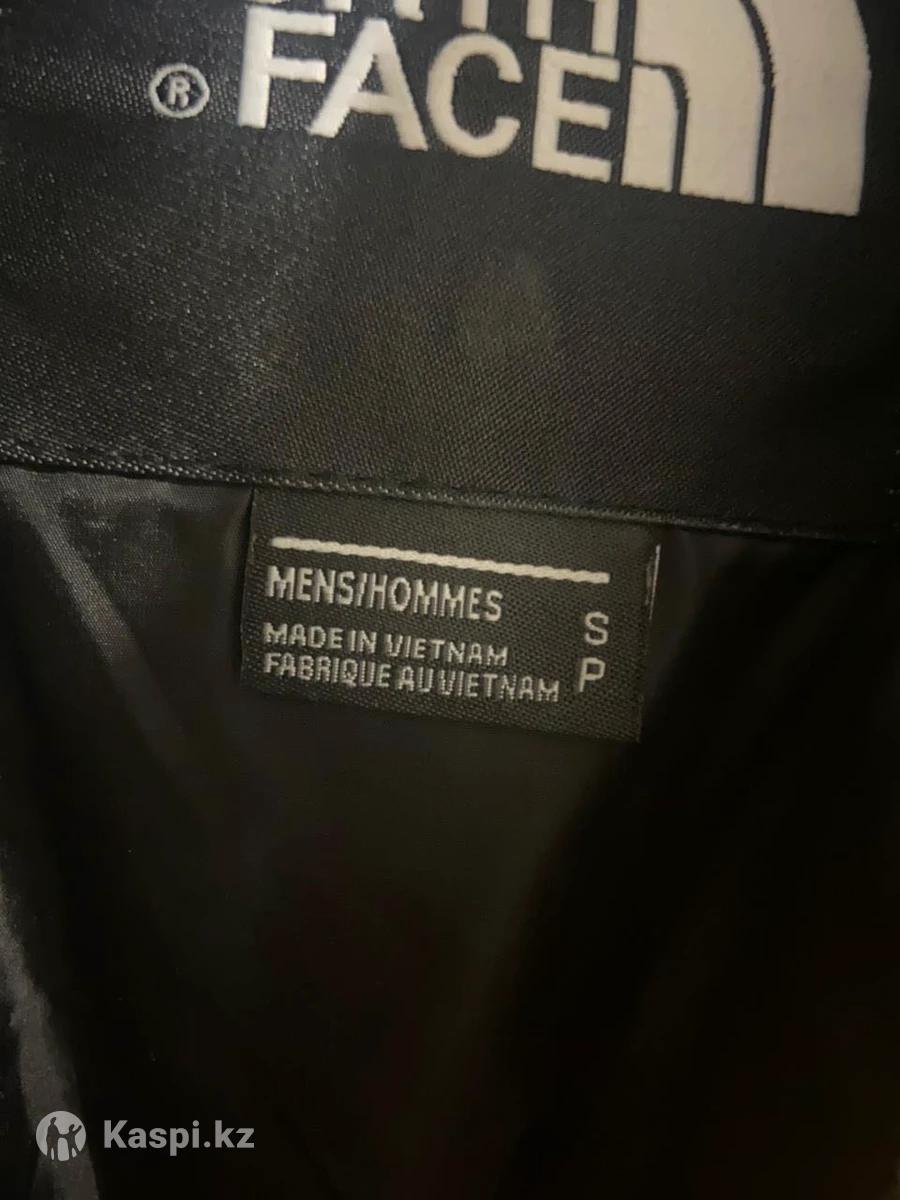 FACE
®
MENS/HOMMES
MADE IN VIETNAM
FABRIQUE AU VIETNAM
S
P
Kaspi.kz